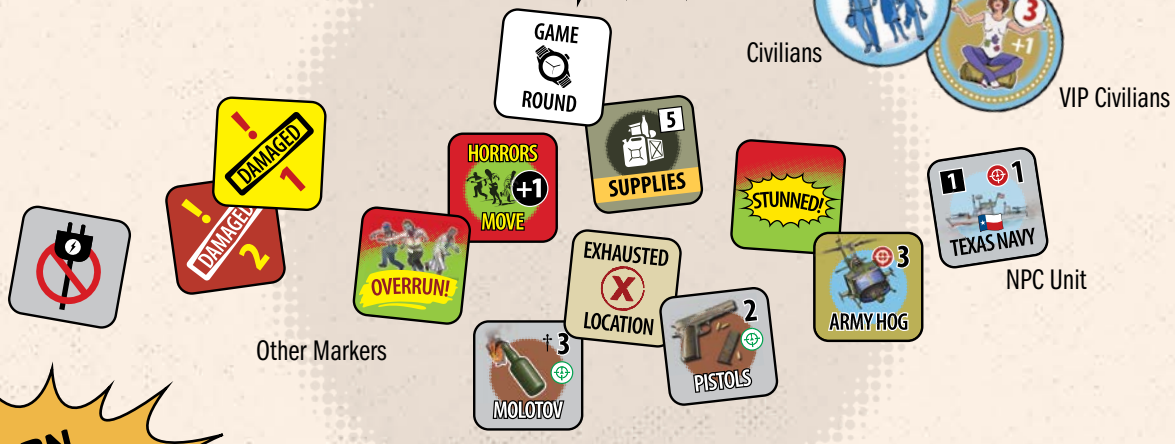 GAME
ROUND
Civilians
3
+1
VIP Civilians
! DAMAGED 1
! DAMAGED 2
HORRORS
+1
MOVE
5
SUPPLIES
STUNNED!
1 1
TEXAS NAVY
NPC Unit
OVERRUN!
EXHAUSTED
X
LOCATION
3
ARMY HOG
Other Markers
† 3
MOLOTOV
2
PISTOLS